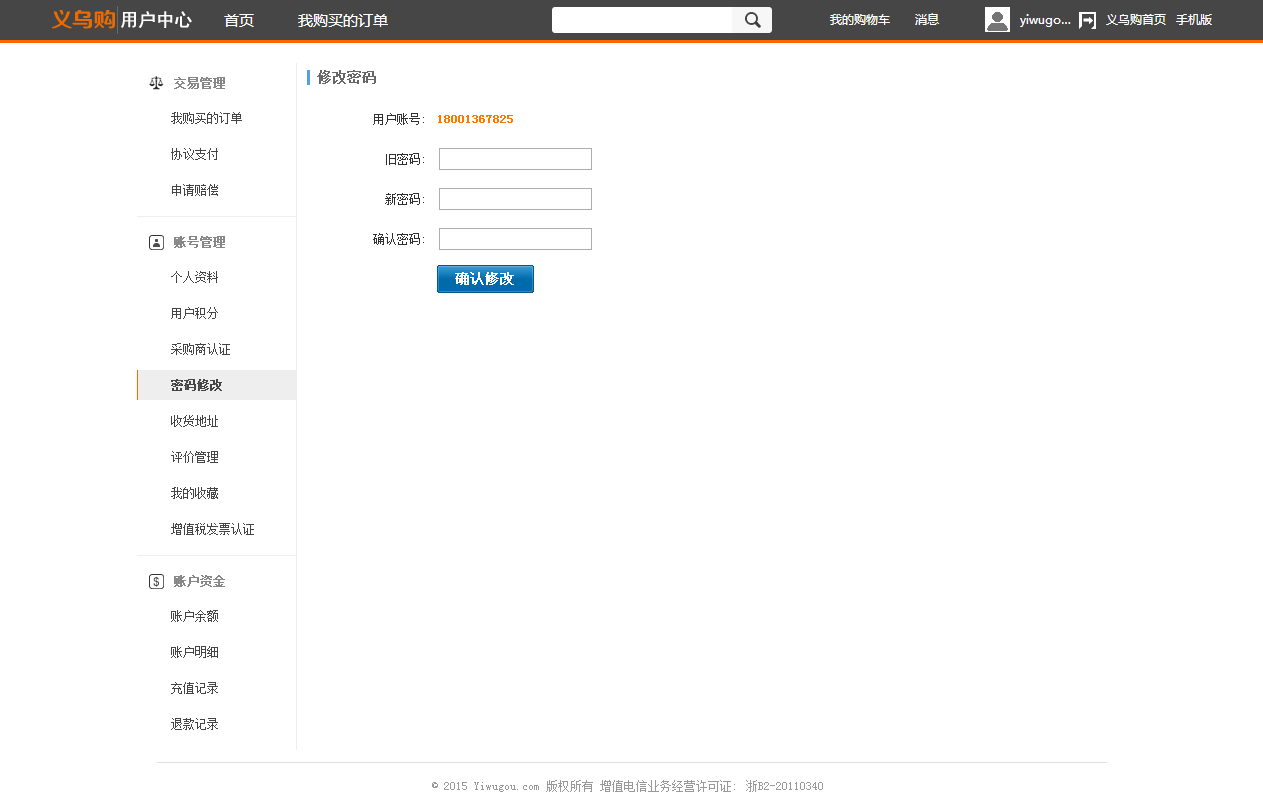 义乌购 用户中心 首页 我购买的订单 我的购物车 消息 yiwugo... 义乌购首页 手机版
交易管理
我购买的订单
协议支付
申请赔偿
账号管理
个人资料
用户积分
采购商认证
密码修改
收货地址
评价管理
我的收藏
增值税发票认证
账户资金
账户余额
账户明细
充值记录
退款记录
修改密码
用户账号: 18001367825
旧密码:
新密码:
确认密码:
确认修改
© 2015 Yiwugou.com 版权所有 增值电信业务经营许可证: 浙B2-20110340